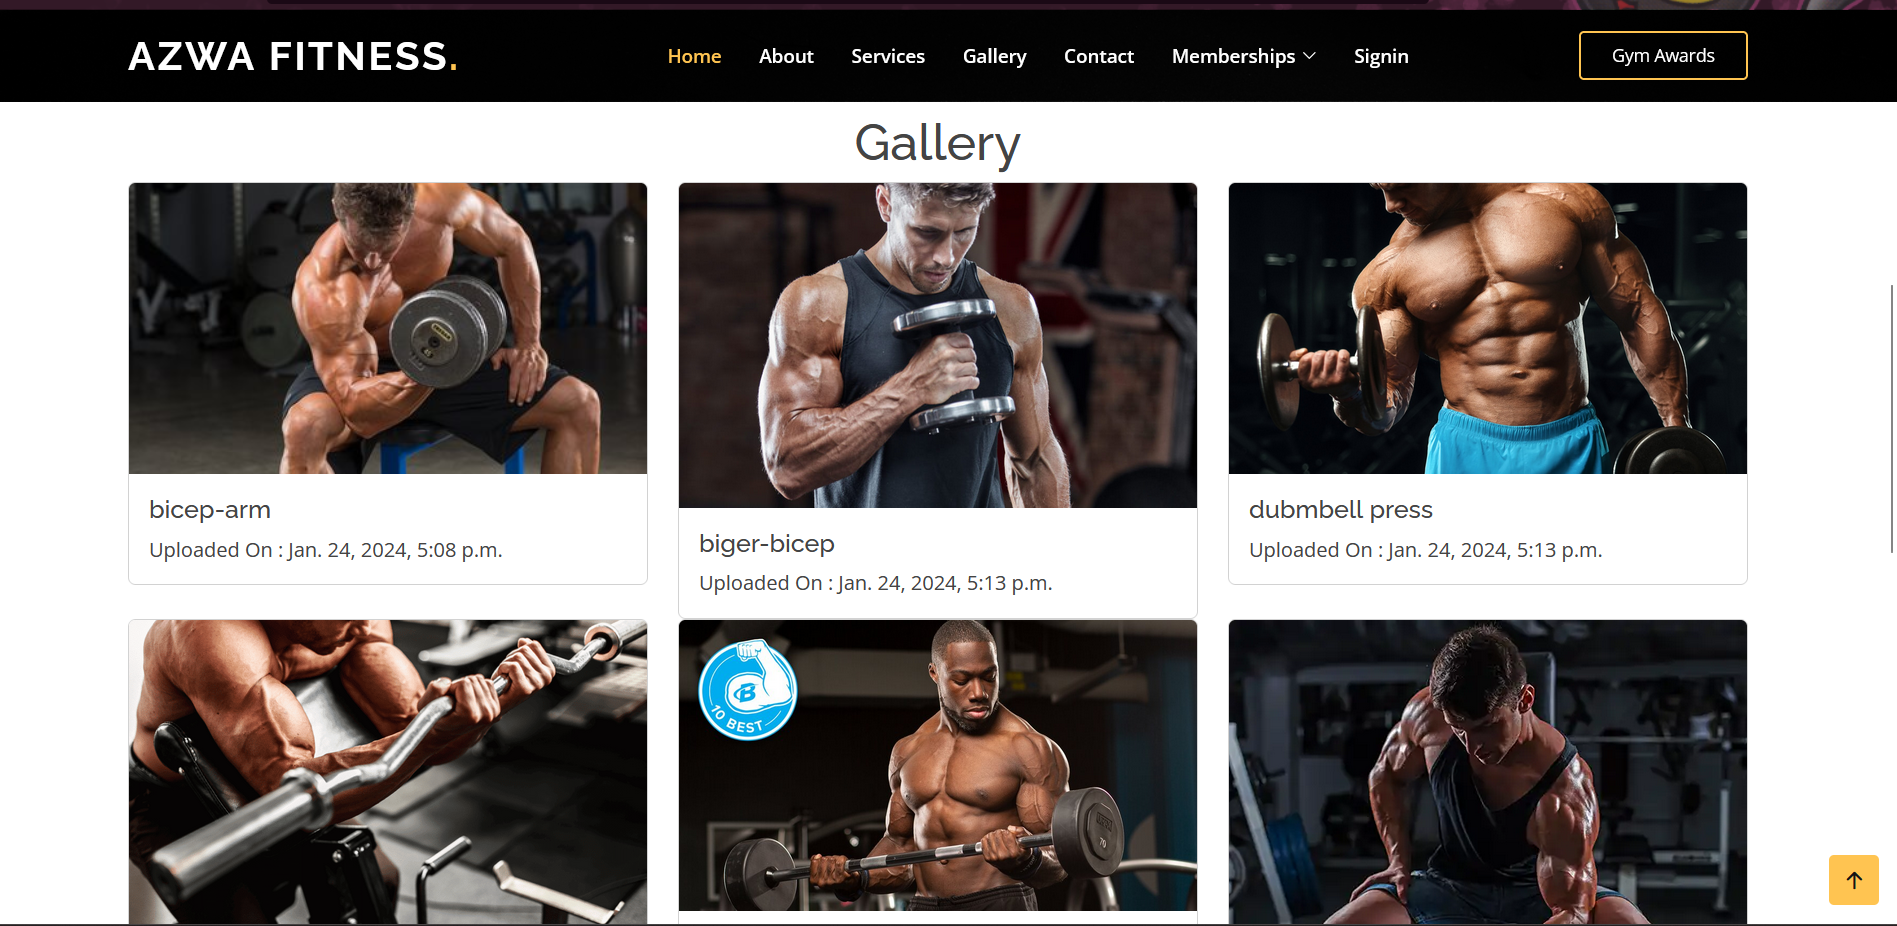 AZWA FITNESS.
Home About Services Gallery Contact Memberships Signin
Gym Awards
Gallery
bicep-arm
Uploaded On : Jan. 24, 2024, 5:08 p.m.
biger-bicep
Uploaded On : Jan. 24, 2024, 5:13 p.m.
dubmbell press
Uploaded On : Jan. 24, 2024, 5:13 p.m.
B
10 BEST
70